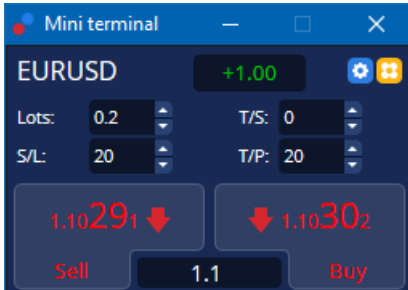 Mini terminal
EURUSD +1.00
Lots: 0.2 T/S: 0
S/L: 20 T/P: 20
1.10291 1.10302
Sell 1.1 Buy